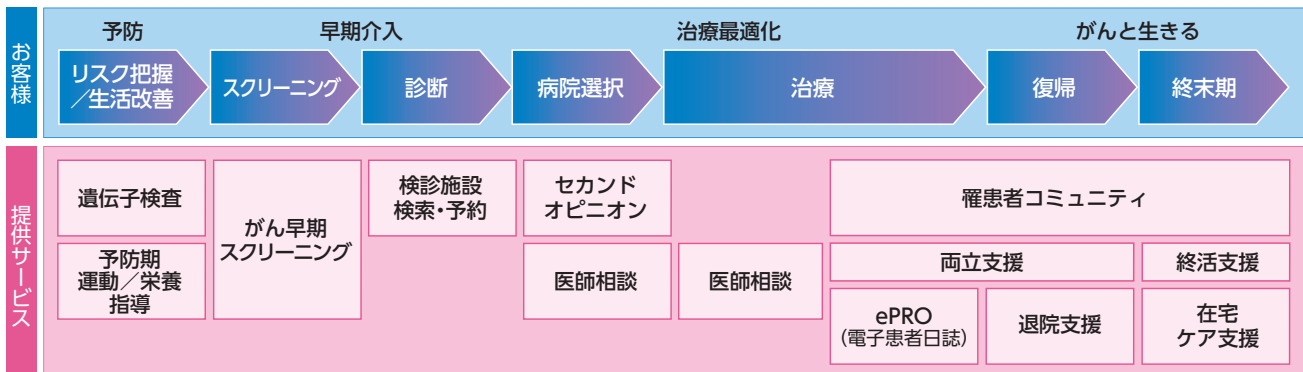 お客様
予防
早期介入
治療最適化
がんと生きる
リスク把握
／生活改善
スクリーニング
診断
病院選択
治療
復帰
終末期
提供サービス
遺伝子検査
予防期
運動／栄養
指導
がん早期
スクリーニング
検診施設
検索・予約
セカンド
オピニオン
医師相談
医師相談
罹患者コミュニティ
両立支援
終活支援
ePRO
（電子患者日誌）
退院支援
在宅
ケア支援